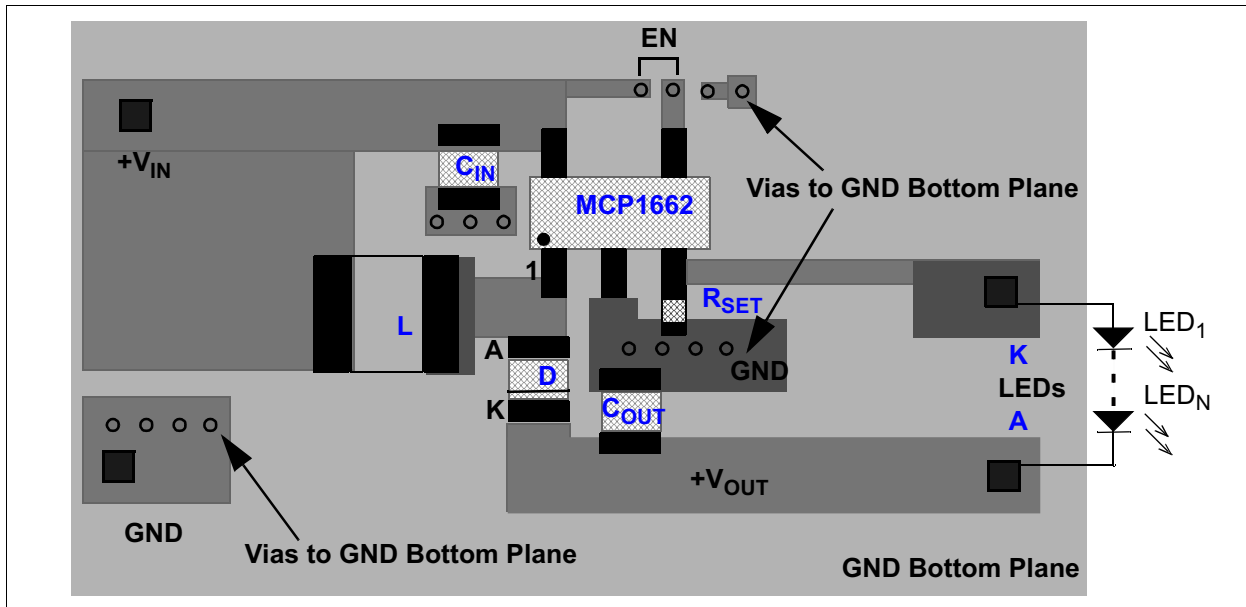 EN
+VIN
CIN
Vias to GND Bottom Plane
MCP1662
1
RSET
L
A
D
K
GND
COUT
K
LEDs
A
LED1
LEDN
+VOUT
GND
Vias to GND Bottom Plane
GND Bottom Plane